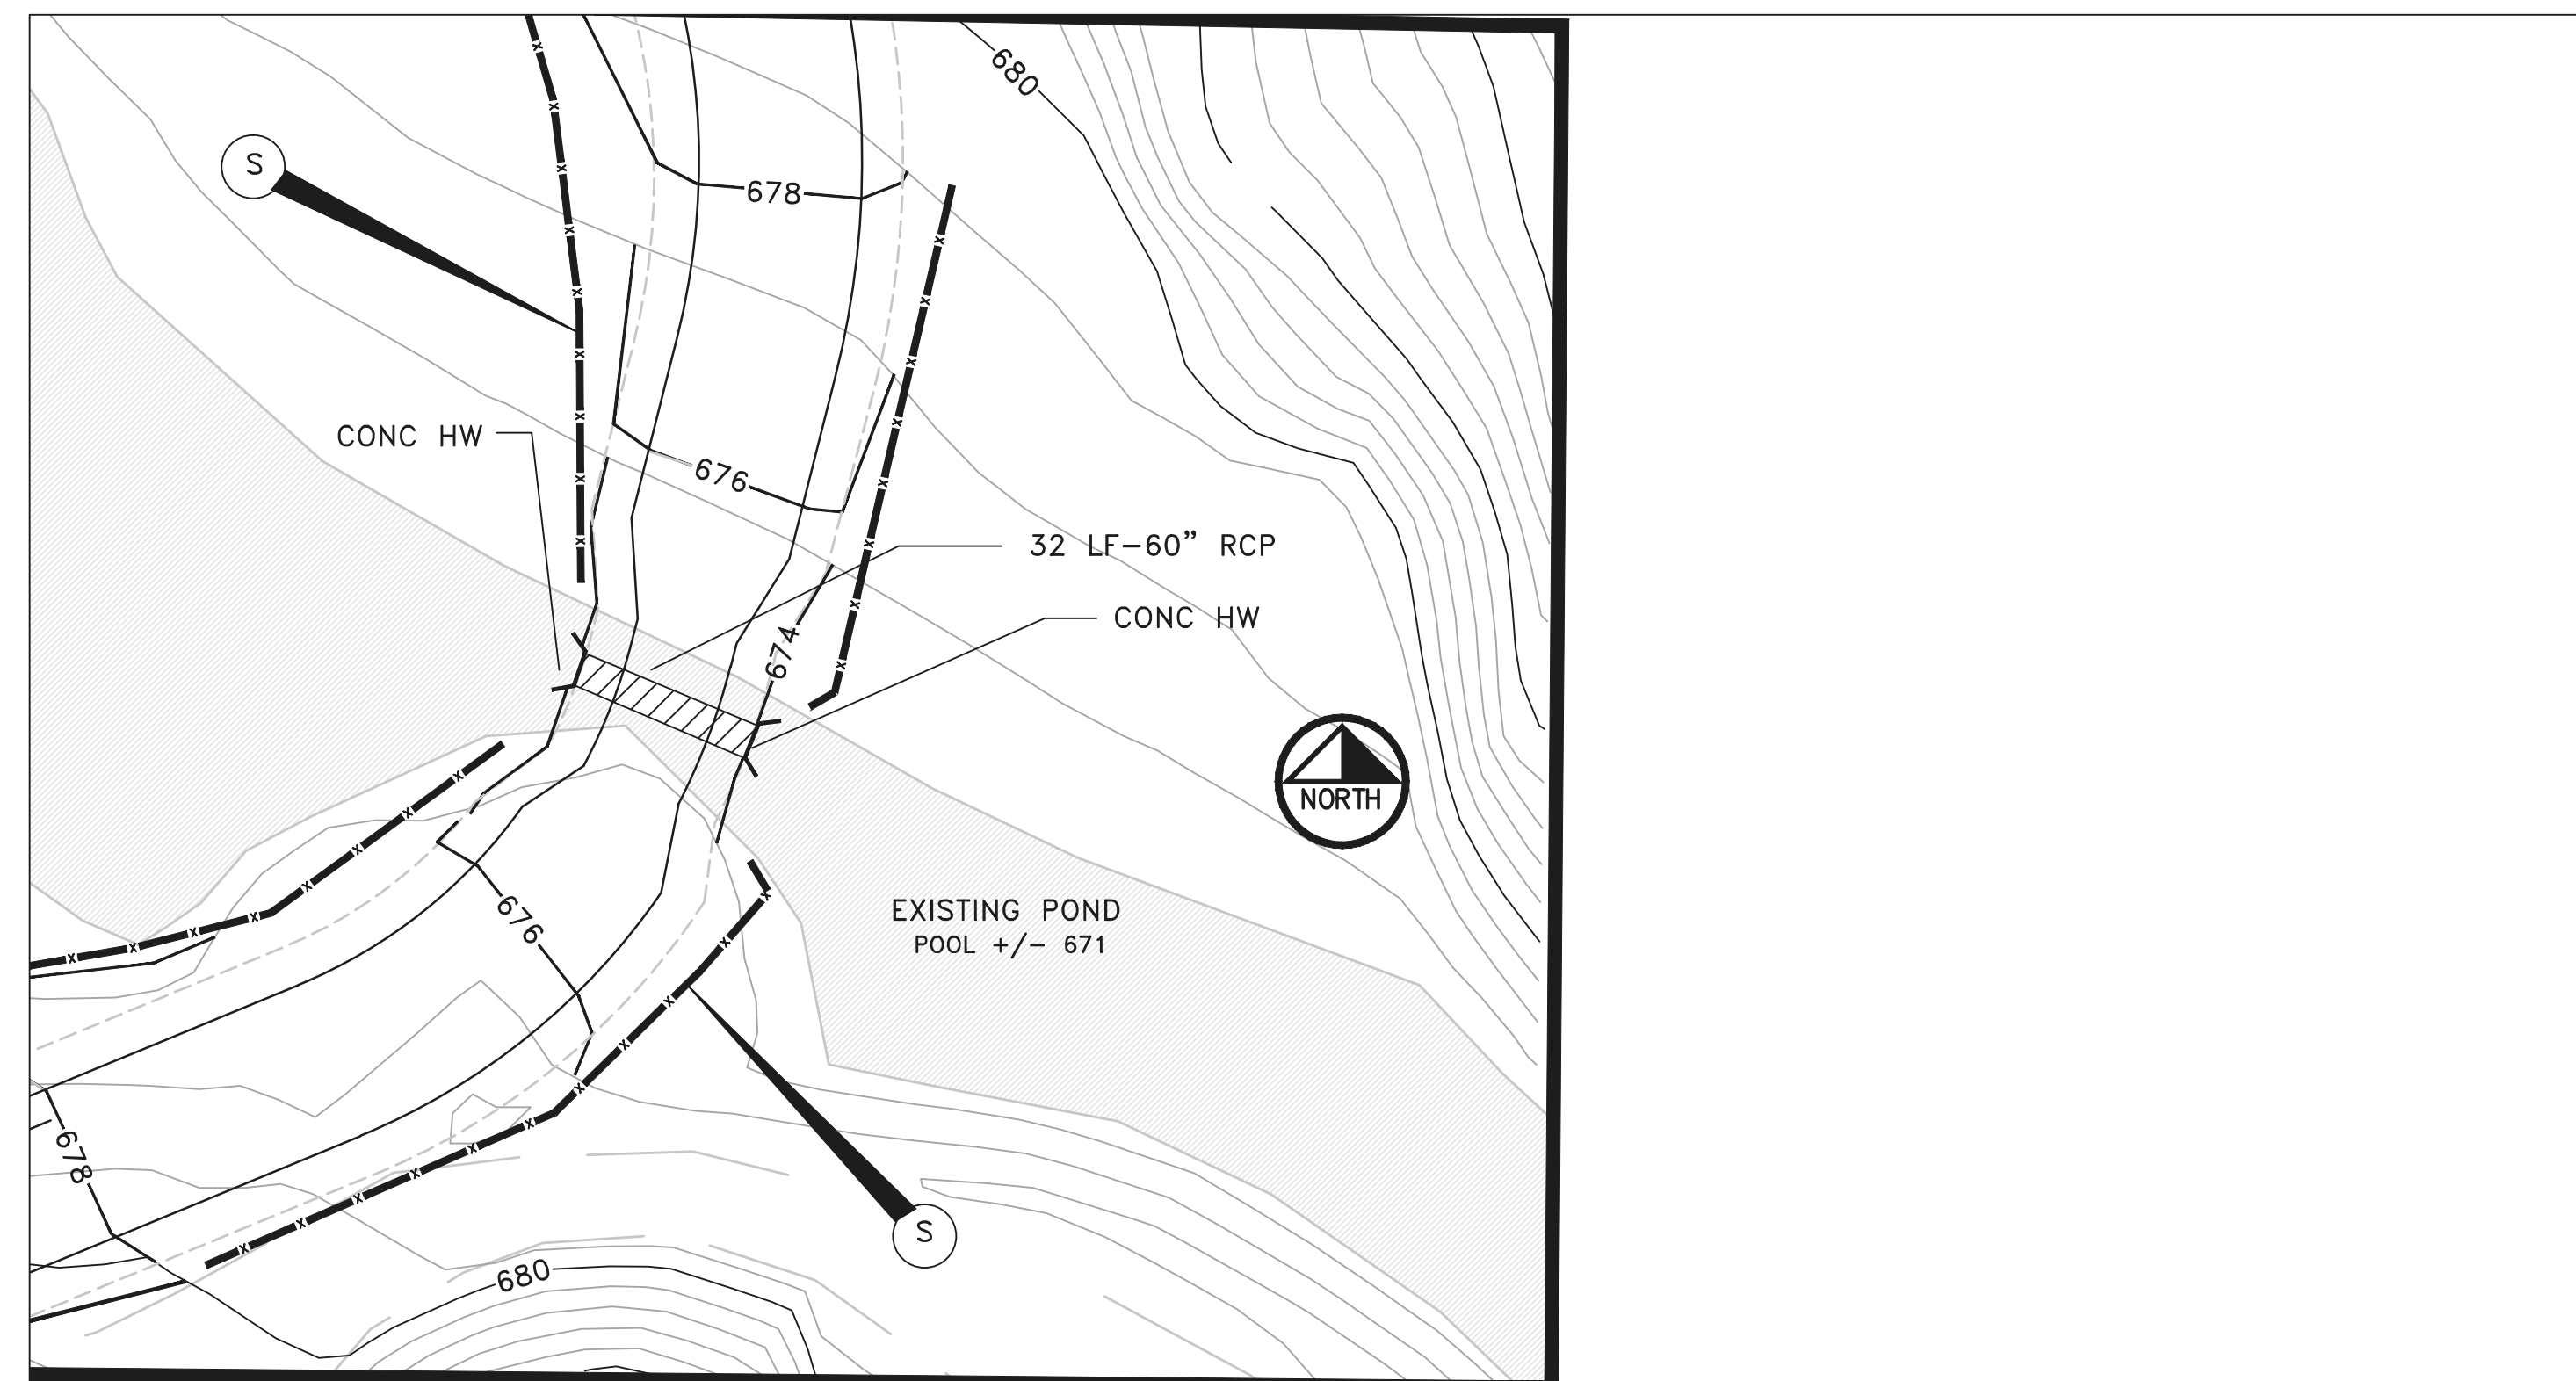 680
S
678
CONC HW
676
32 LF-60" RCP
CONC HW
674
NORTH
EXISTING POND
POOL +/- 671
676
678
S
680